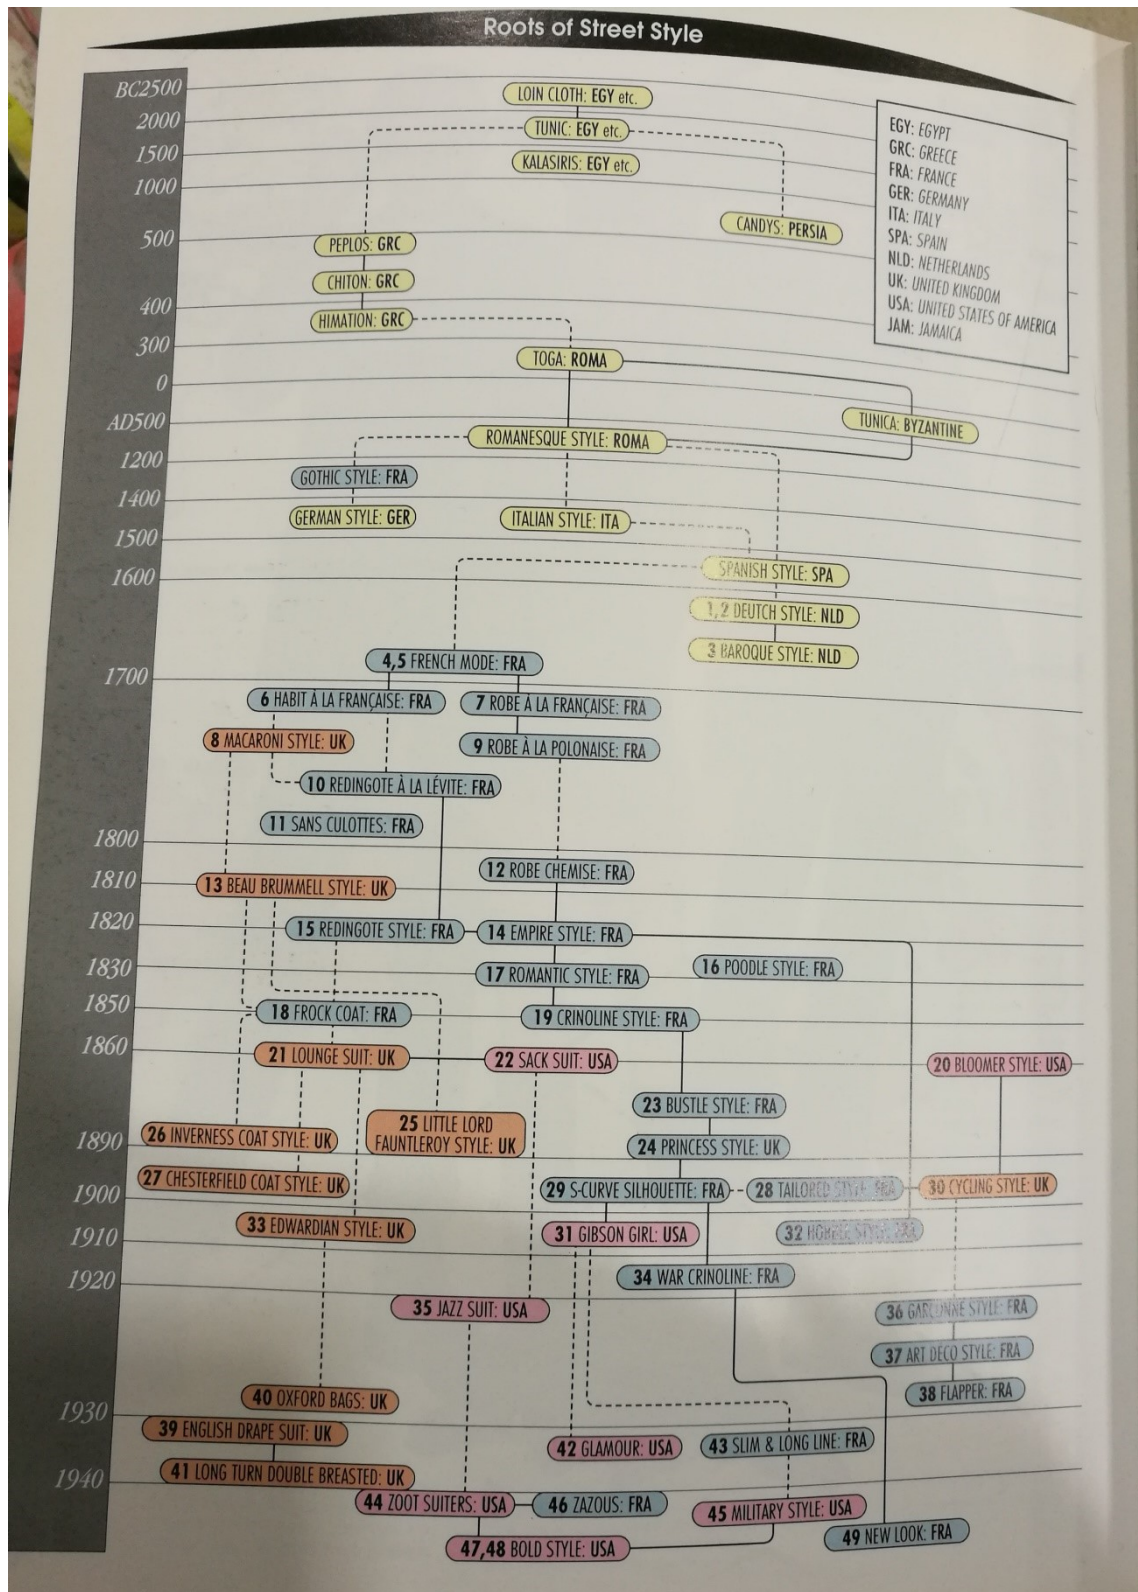 Roots of Street Style
BC2500
2000
1500
1000
500
400
300
0
AD500
1200
1400
1500
1600
1700
1800
1810
1820
1830
1850
1860
1890
1900
1910
1920
1930
1940
EGY: EGYPT
GRC: GREECE
FRA: FRANCE
GER: GERMANY
ITA: ITALY
SPA: SPAIN
NLD: NETHERLANDS
UK: UNITED KINGDOM
USA: UNITED STATES OF AMERICA
JAM: JAMAICA
LOIN CLOTH: EGY etc.
TUNIC: EGY etc.
KALASIRIS: EGY etc.
CANDYS: PERSIA
PEPLOS: GRC
CHITON: GRC
HIMATION: GRC
TOGA: ROMA
TUNICA: BYZANTINE
ROMANESQUE STYLE: ROMA
GOTHIC STYLE: FRA
GERMAN STYLE: GER
ITALIAN STYLE: ITA
SPANISH STYLE: SPA
1,2 DEUTCH STYLE: NLD
3 BAROQUE STYLE: NLD
4,5 FRENCH MODE: FRA
6 HABIT À LA FRANÇAISE: FRA
7 ROBE À LA FRANÇAISE: FRA
8 MACARONI STYLE: UK
9 ROBE À LA POLONAISE: FRA
10 REDINGOTE À LA LÉVITE: FRA
11 SANS CULOTTES: FRA
12 ROBE CHEMISE: FRA
13 BEAU BRUMMELL STYLE: UK
15 REDINGOTE STYLE: FRA
14 EMPIRE STYLE: FRA
17 ROMANTIC STYLE: FRA
16 POODLE STYLE: FRA
18 FROCK COAT: FRA
19 CRINOLINE STYLE: FRA
21 LOUNGE SUIT: UK
22 SACK SUIT: USA
20 BLOOMER STYLE: USA
23 BUSTLE STYLE: FRA
25 LITTLE LORD
FAUNTLEROY STYLE: UK
26 INVERNESS COAT STYLE: UK
24 PRINCESS STYLE: UK
27 CHESTERFIELD COAT STYLE: UK
29 S-CURVE SILHOUETTE: FRA
28 TAILORED STYLE: FRA
30 CYCLING STYLE: UK
33 EDWARDIAN STYLE: UK
31 GIBSON GIRL: USA
32 HOBBLE STYLE: FRA
34 WAR CRINOLINE: FRA
35 JAZZ SUIT: USA
36 GARÇONNE STYLE: FRA
37 ART DÉCO STYLE: FRA
38 FLAPPER: FRA
40 OXFORD BAGS: UK
39 ENGLISH DRAPE SUIT: UK
42 GLAMOUR: USA
43 SLIM & LONG LINE: FRA
41 LONG TURN DOUBLE BREASTED: UK
44 ZOOT SUITERS: USA
46 ZAZOUS: FRA
45 MILITARY STYLE: USA
49 NEW LOOK: FRA
47,48 BOLD STYLE: USA